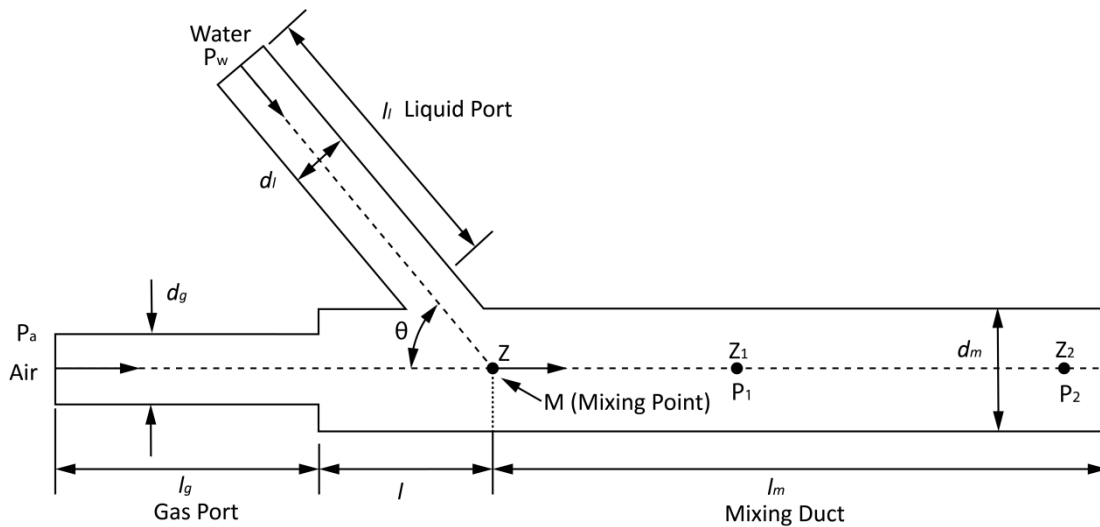 Water
Pw
ll Liquid Port
dl
dg
θ
Pa
Air
Z
Z1
dm
Z2
M (Mixing Point)
P1
P2
lg
l
lm
Gas Port
Mixing Duct